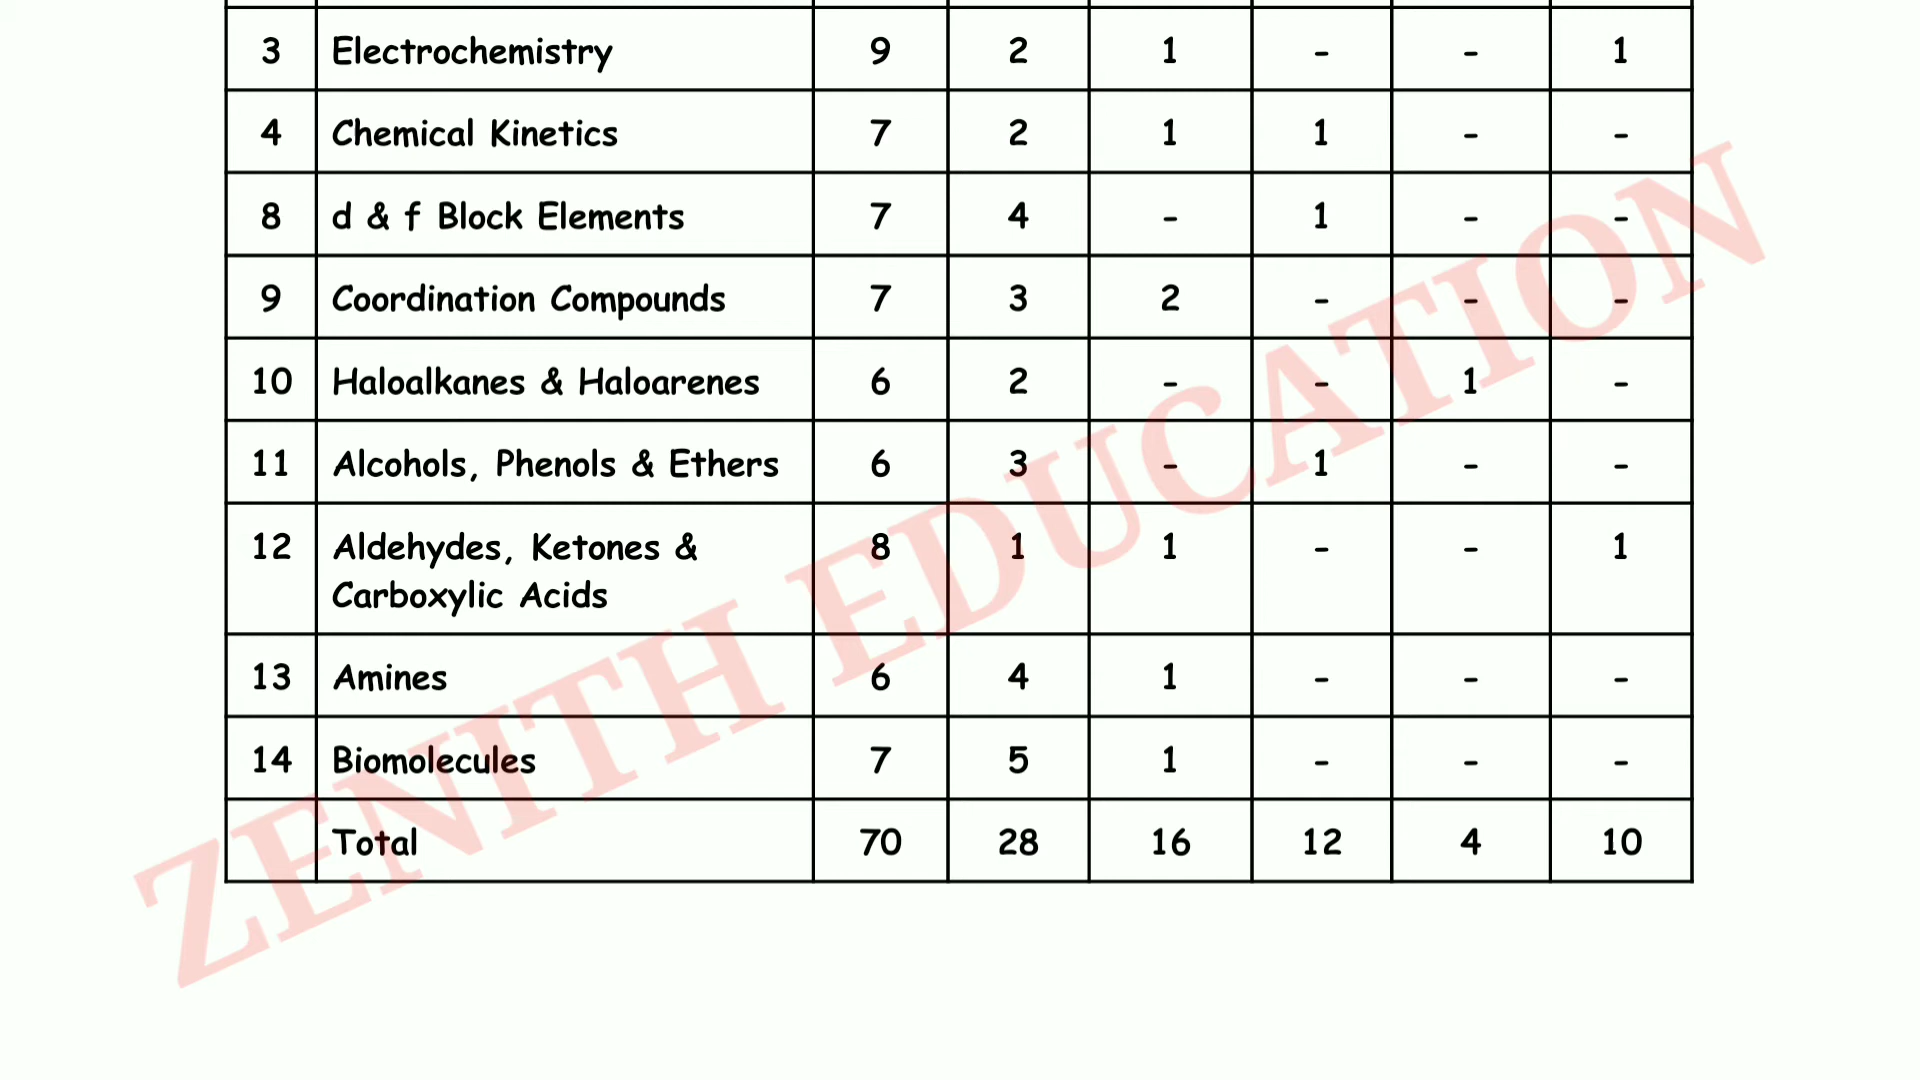 3 Electrochemistry 9 2 1 - - 1
4 Chemical Kinetics 7 2 1 1 - -
8 d & f Block Elements 7 4 - 1 - -
9 Coordination Compounds 7 3 2 - - -
10 Haloalkanes & Haloarenes 6 2 - - 1 -
11 Alcohols, Phenols & Ethers 6 3 - 1 - -
12 Aldehydes, Ketones & 8 1 1 - - 1
Carboxylic Acids
13 Amines 6 4 1 - - -
14 Biomolecules 7 5 1 - - -
Total 70 28 16 12 4 10
ZENITH EDUCATION